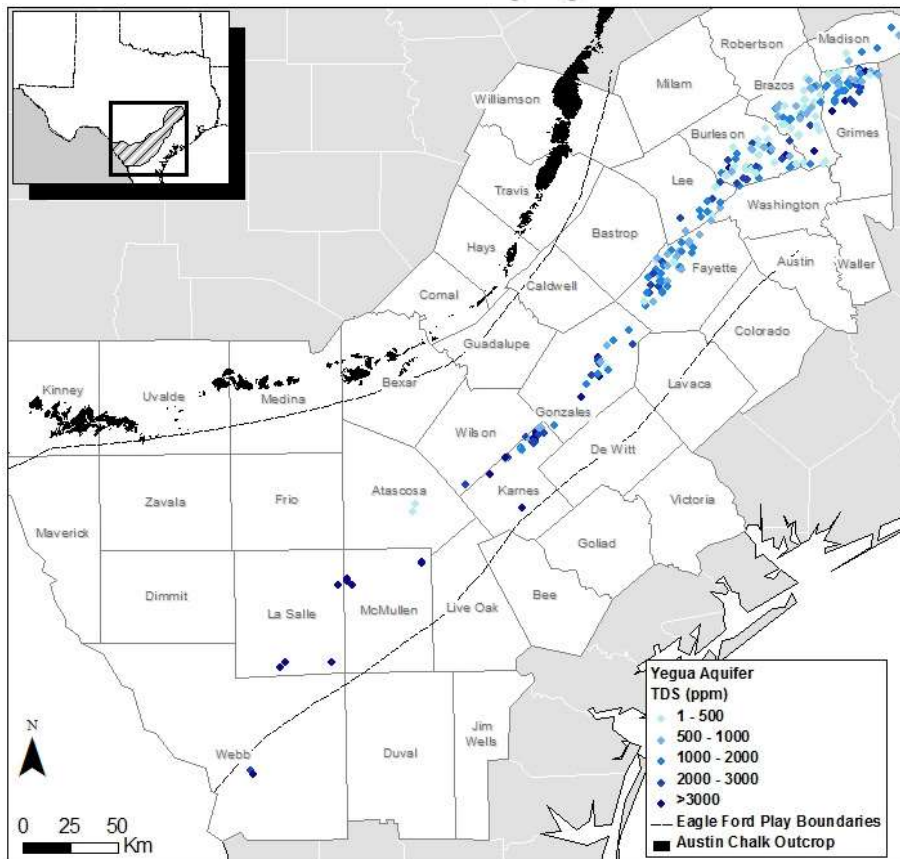 Robertson
Madison
Milam
Brazos
Williamson
Burleson
Grimes
Lee
Travis
Washington
Bastrop
Hays
Fayette
Austin
Waller
Comal
Caldwell
Colorado
Guadalupe
Kinney
Uvalde
Medina
Bexar
Lavaca
Gonzales
Wilson
De Witt
Zavala
Frio
Atascosa
Karnes
Victoria
Maverick
Goliad
Dimmit
La Salle
McMullen
Live Oak
Bee
Jim
Wells
Webb
Duval
N
0 25 50
Km
Yegua Aquifer
TDS (ppm)
1 - 500
500 - 1000
1000 - 2000
2000 - 3000
>3000
Eagle Ford Play Boundaries
Austin Chalk Outcrop